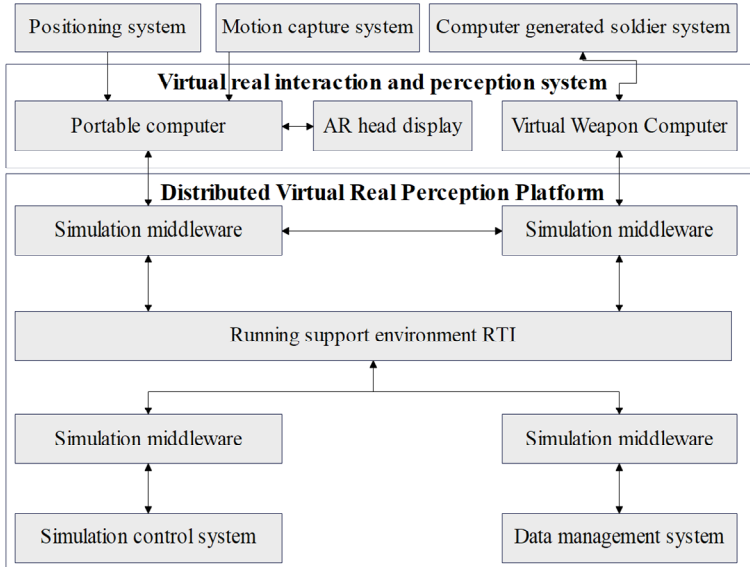 Positioning system
Motion capture system
Computer generated soldier system
Virtual real interaction and perception system
Portable computer
AR head display
Virtual Weapon Computer
Distributed Virtual Real Perception Platform
Simulation middleware
Simulation middleware
Running support environment RTI
Simulation middleware
Simulation middleware
Simulation control system
Data management system